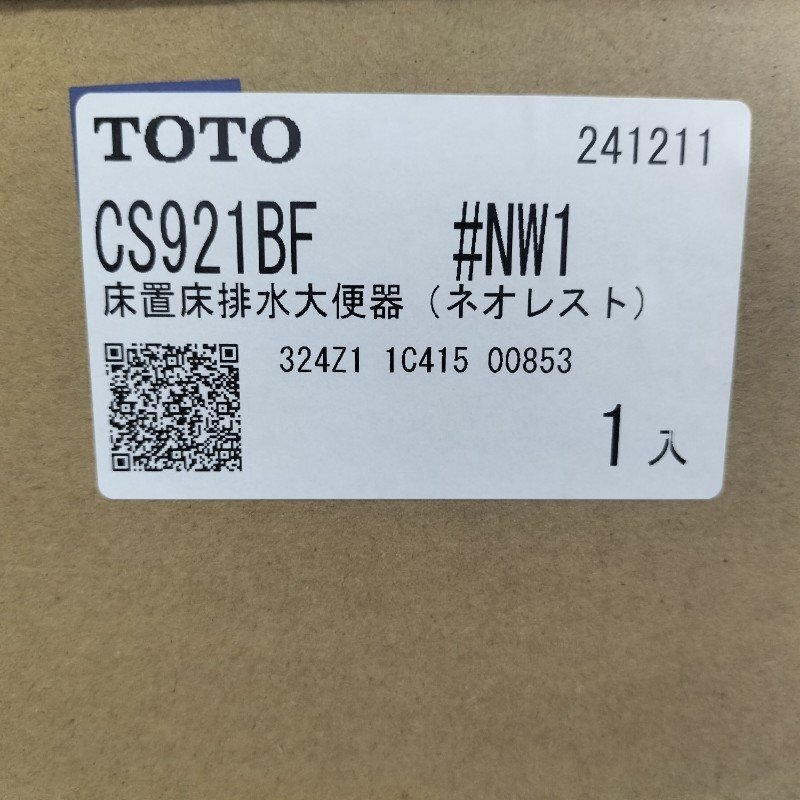 TOTO 241211
CS921BF #NW1
床置床排水大便器(ネオレスト)
324Z1 1C415 00853
1入